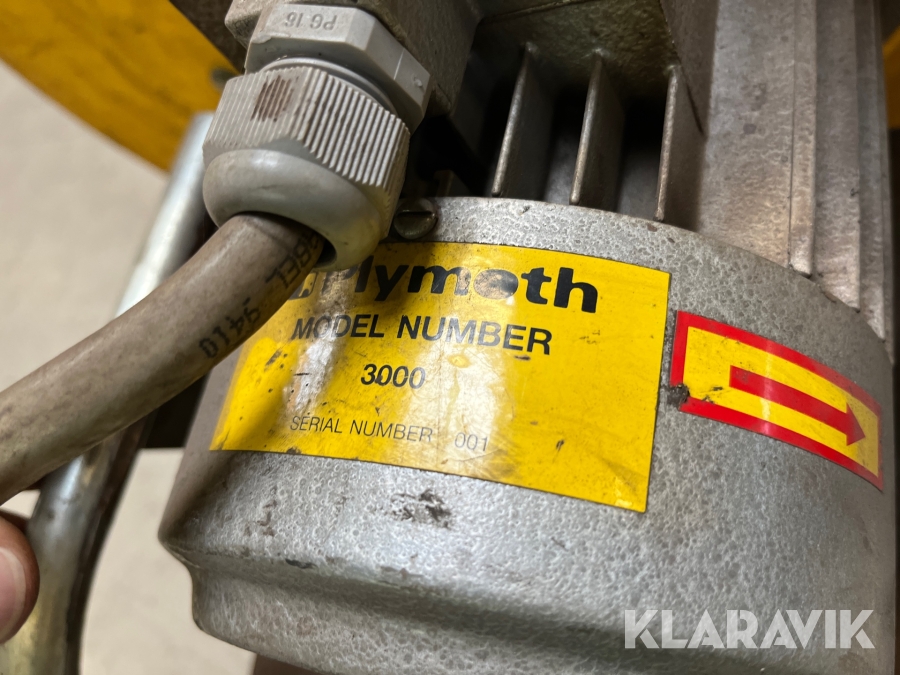 PG 16
Plymoth
MODEL NUMBER
3000
SERIAL NUMBER 001
9410
KLARAVIK